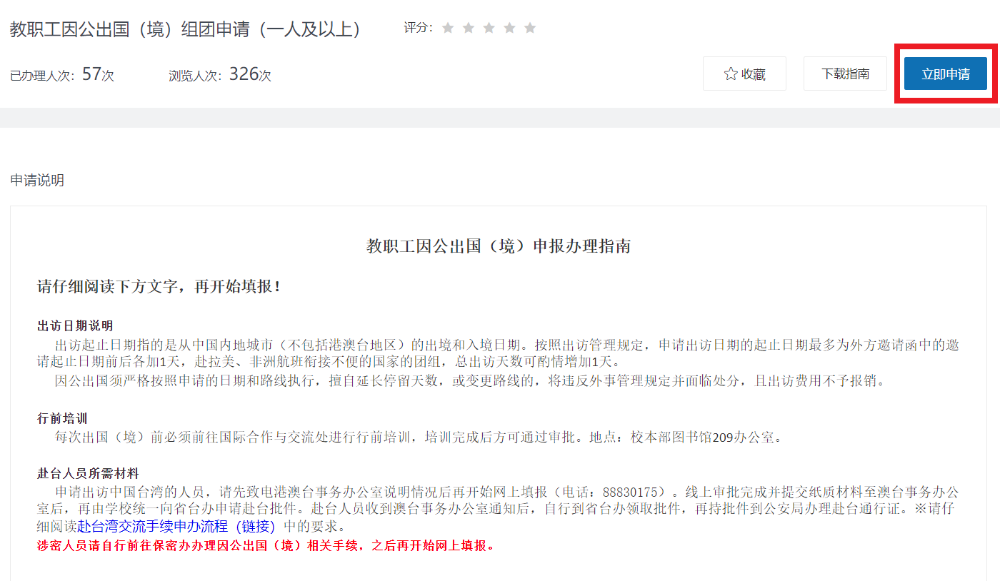 教职工因公出国（境）组团申请（一人及以上）
评分：
已办理人次：57次
浏览人次：326次
收藏
下载指南
立即申请
申请说明
教职工因公出国（境）申报办理指南
请仔细阅读下方文字，再开始填报！
出访日期说明
出访起止日期指的是从中国内地城市（不包括港澳台地区）的出境和入境日期。按照出访管理规定，申请出访日期的起止日期最多为外方邀请函中的邀
请起止日期前后各加1天，赴拉美、非洲航班衔接不便的国家的团组，总出访天数可酌情增加1天。
因公出国须严格按照申请的日期和路线执行，擅自延长停留天数，或变更路线的，将违反外事管理规定并面临处分，且出访费用不予报销。
行前培训
每次出国（境）前必须前往国际合作与交流处进行行前培训，培训完成后方可通过审批。地点：校本部图书馆209办公室。
赴台人员所需材料
申请出访中国台湾的人员，请先致电港澳台事务办公室说明情况后再开始网上填报（电话：88830175）。线上审批完成并提交纸质材料至澳台事务办公
室后，再由学校统一向省台办申请赴台批件。赴台人员收到澳台事务办公室通知后，自行到省台办领取批件，再持批件到公安局办理赴台通行证。※请仔
细阅读赴台湾交流手续申办流程（链接）中的要求。
涉密人员请自行前往保密办办理因公出国（境）相关手续，之后再开始网上填报。